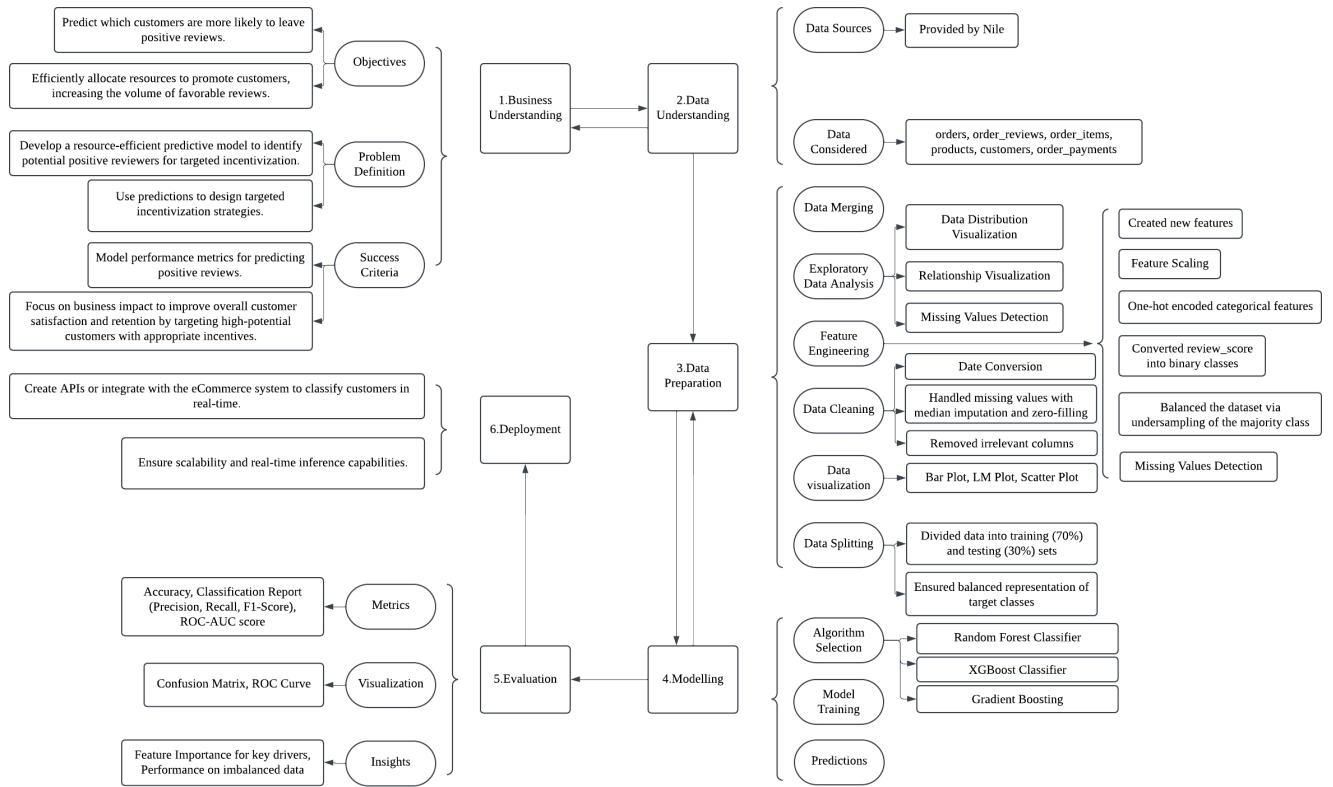 Predict which customers are more likely to leave
positive reviews.
Objectives
Efficiently allocate resources to promote customers,
increasing the volume of favorable reviews.
Develop a resource-efficient predictive model to identify
potential positive reviewers for targeted incentivization.
Problem
Definition
Use predictions to design targeted
incentivization strategies.
Model performance metrics for predicting
positive reviews.
Success
Criteria
Focus on business impact to improve overall customer
satisfaction and retention by targeting high-potential
customers with appropriate incentives.
1.Business
Understanding
2.Data
Understanding
Data Sources
Provided by Nile
Data
Considered
orders, order_reviews, order_items,
products, customers, order_payments
3.Data
Preparation
Data Merging
Exploratory
Data Analysis
Data Distribution
Visualization
Relationship Visualization
Missing Values Detection
Feature
Engineering
Created new features
Feature Scaling
One-hot encoded categorical features
Converted review_score
into binary classes
Balanced the dataset via
undersampling of the majority class
Missing Values Detection
Data Cleaning
Date Conversion
Handled missing values with
median imputation and zero-filling
Removed irrelevant columns
Data
visualization
Bar Plot, LM Plot, Scatter Plot
Data Splitting
Divided data into training (70%)
and testing (30%) sets
Ensured balanced representation of
target classes
4.Modelling
Algorithm
Selection
Random Forest Classifier
XGBoost Classifier
Gradient Boosting
Model
Training
Predictions
5.Evaluation
Metrics
Accuracy, Classification Report
(Precision, Recall, F1-Score),
ROC-AUC score
Visualization
Confusion Matrix, ROC Curve
Insights
Feature Importance for key drivers,
Performance on imbalanced data
6.Deployment
Create APIs or integrate with the eCommerce system to classify customers in
real-time.
Ensure scalability and real-time inference capabilities.